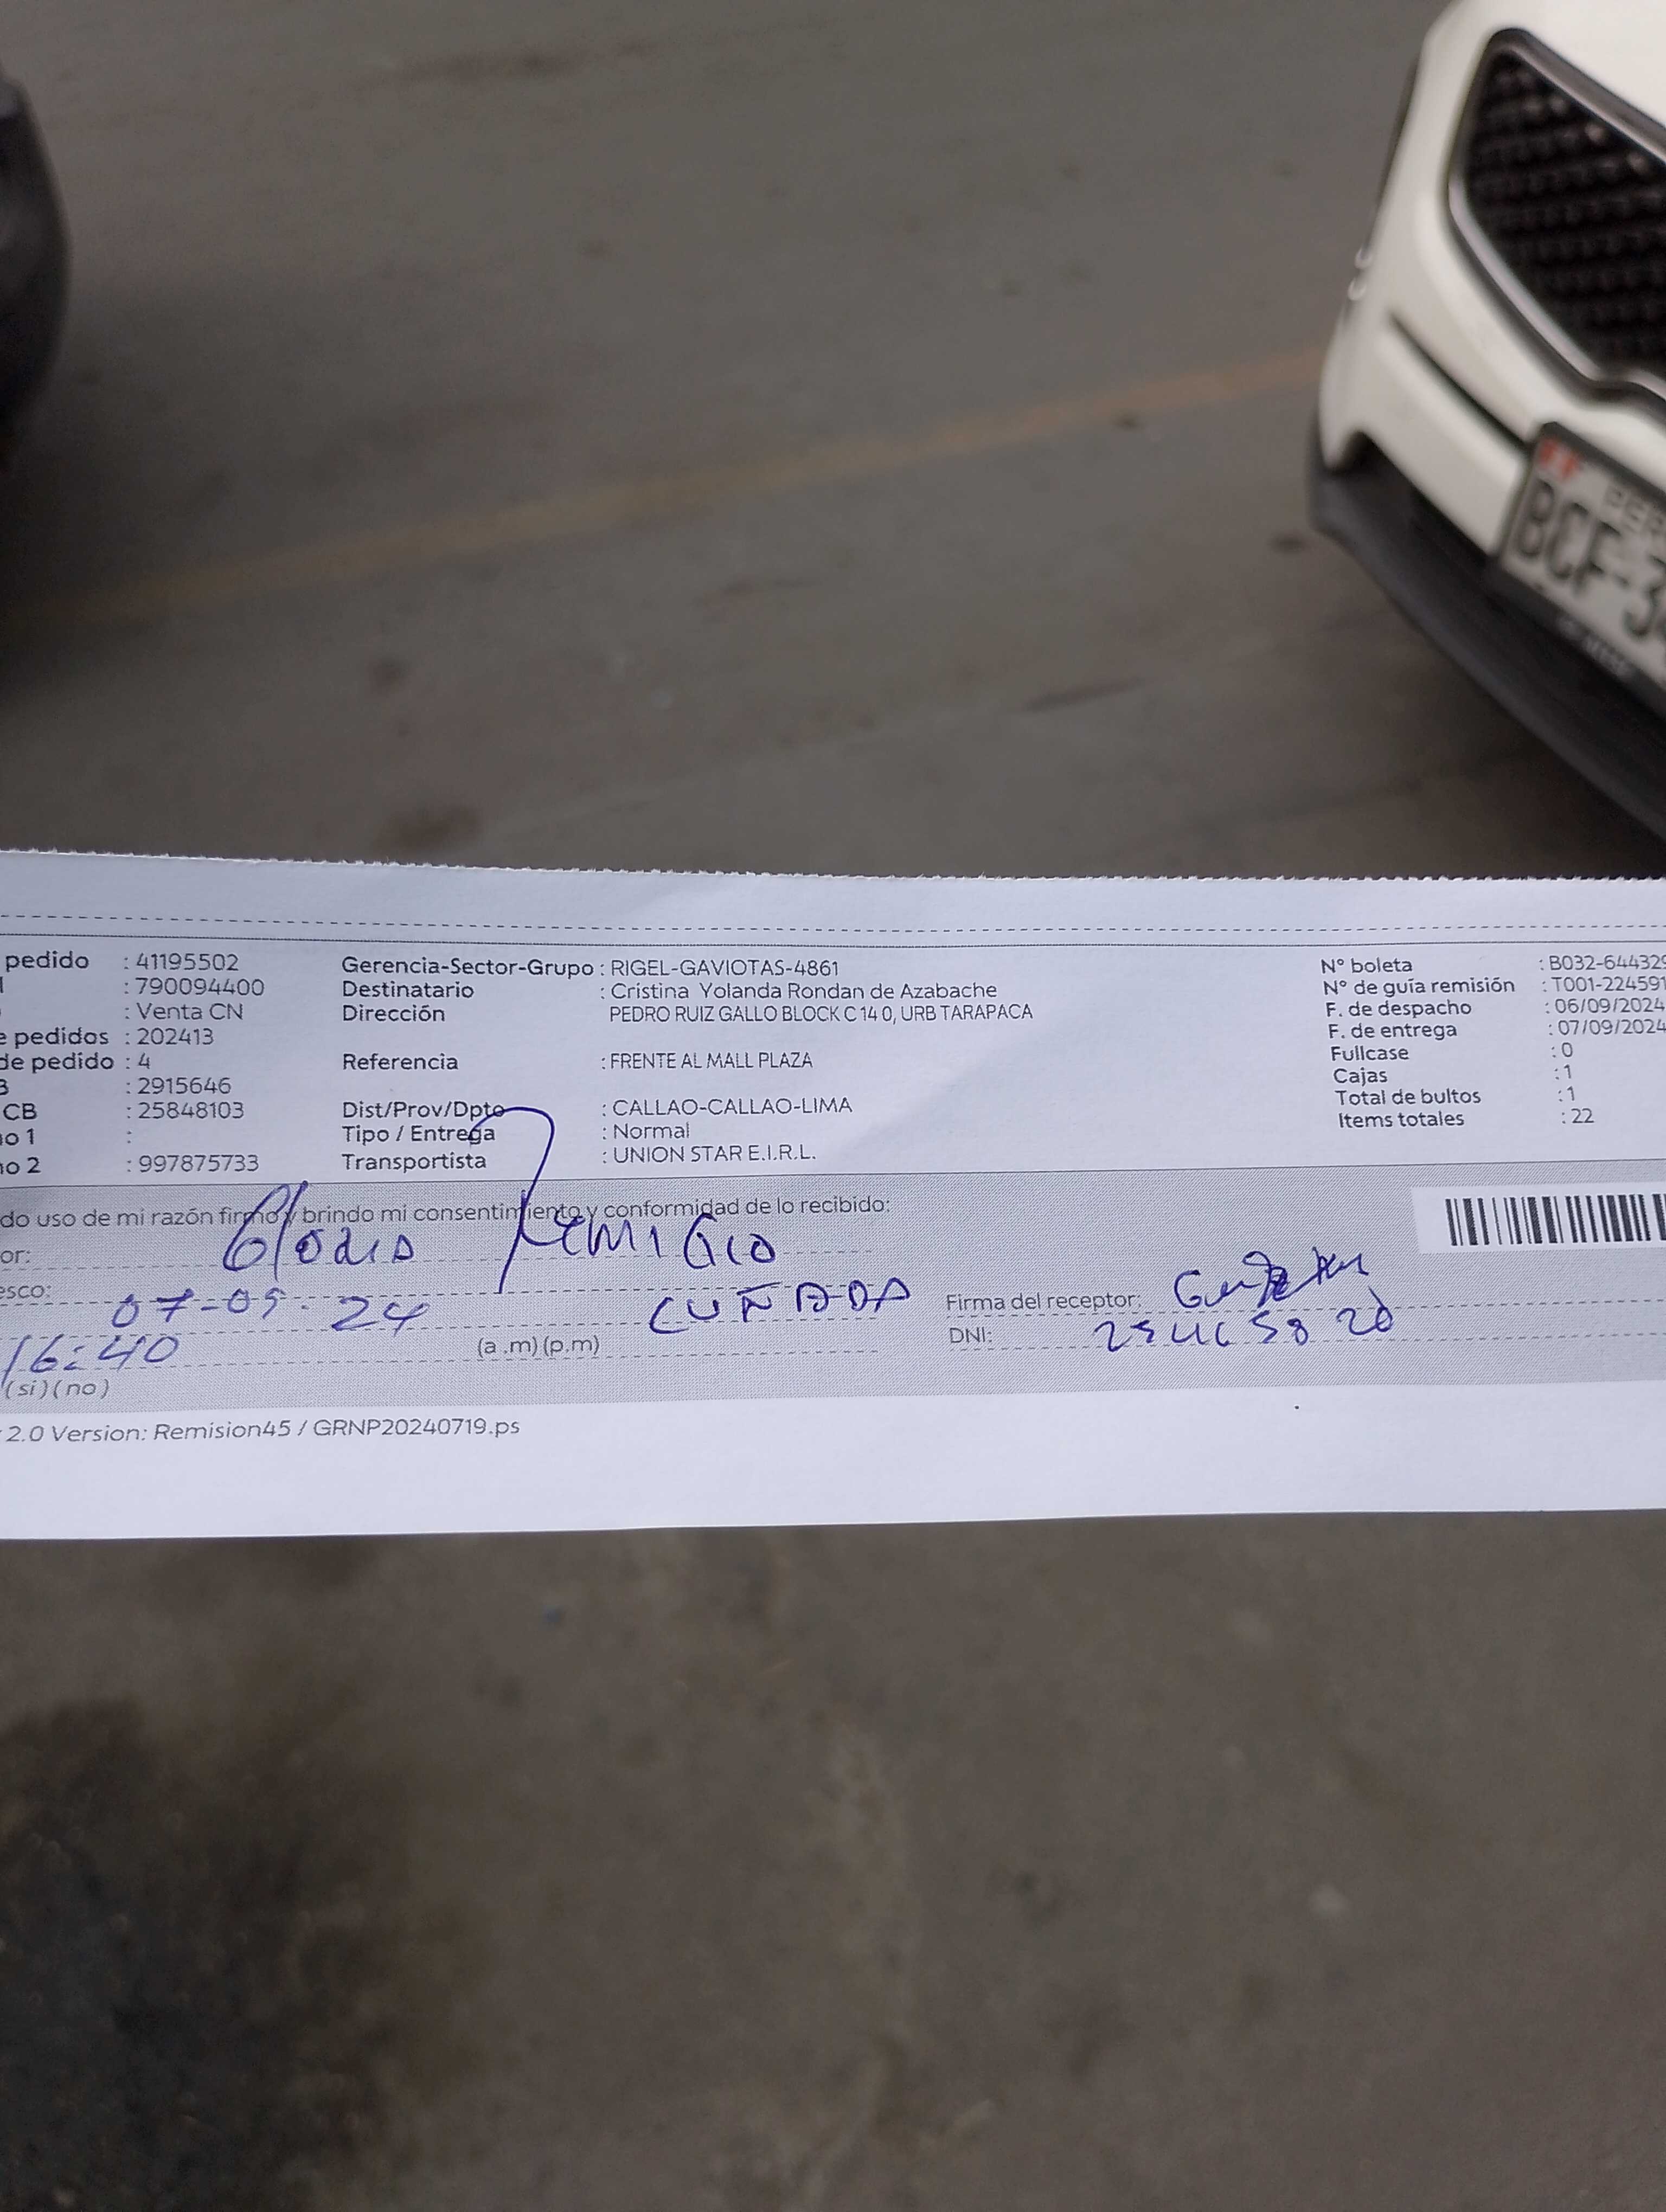 PERÚ
BCF-3
pedido : 41195502
: 790094400
: Venta CN
pedidos : 202413
de pedido : 4
: 2915646
CB : 25848103
no 1 :
no 2 : 997875733
Gerencia-Sector-Grupo : RIGEL-GAVIOTAS-4861
Destinatario : Cristina Yolanda Rondan de Azabache
Dirección PEDRO RUIZ GALLO BLOCK C 14 0, URB TARAPACA
Referencia : FRENTE AL MALL PLAZA
Dist/Prov/Dpto : CALLAO-CALLAO-LIMA
Tipo / Entrega : Normal
Transportista : UNION STAR E.I.R.L.
N° boleta : B032-644329
N° de guía remisión : T001-224591
F. de despacho : 06/09/2024
F. de entrega : 07/09/2024
Fullcase : 0
Cajas : 1
Total de bultos : 1
Items totales : 22
do uso de mi razón firmo y brindo mi consentimiento y conformidad de lo recibido:
or: Remigio
esco: CUÑADA
07-09-24
16:40 (a.m) (p.m)
(si) (no)
Firma del receptor:
DNI:
2.0 Version: Remision45 / GRNP20240719.ps